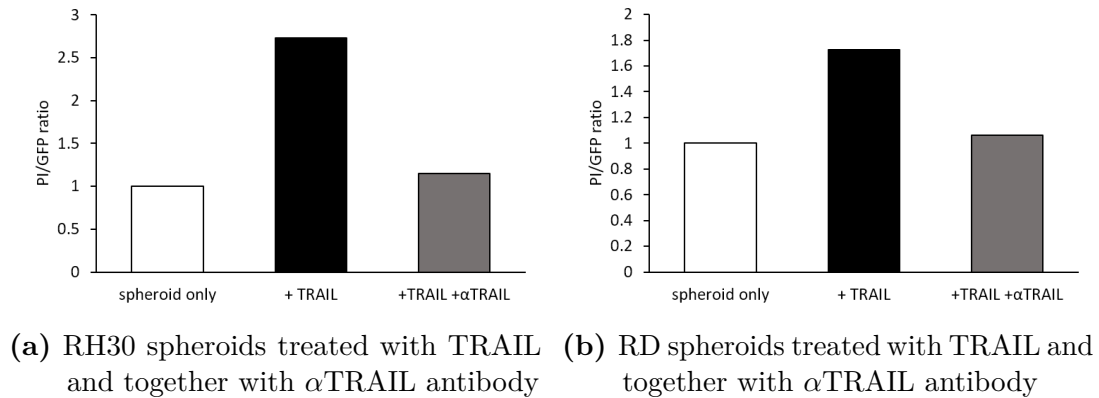 3
2.5
2
1.5
1
0.5
0
PI/GFP ratio
spheroid only
+ TRAIL
+TRAIL +αTRAIL
(a) RH30 spheroids treated with TRAIL
and together with αTRAIL antibody
2
1.8
1.6
1.4
1.2
1
0.8
0.6
0.4
0.2
0
PI/GFP ratio
spheroid only
+ TRAIL
+TRAIL +αTRAIL
(b) RD spheroids treated with TRAIL and
together with αTRAIL antibody